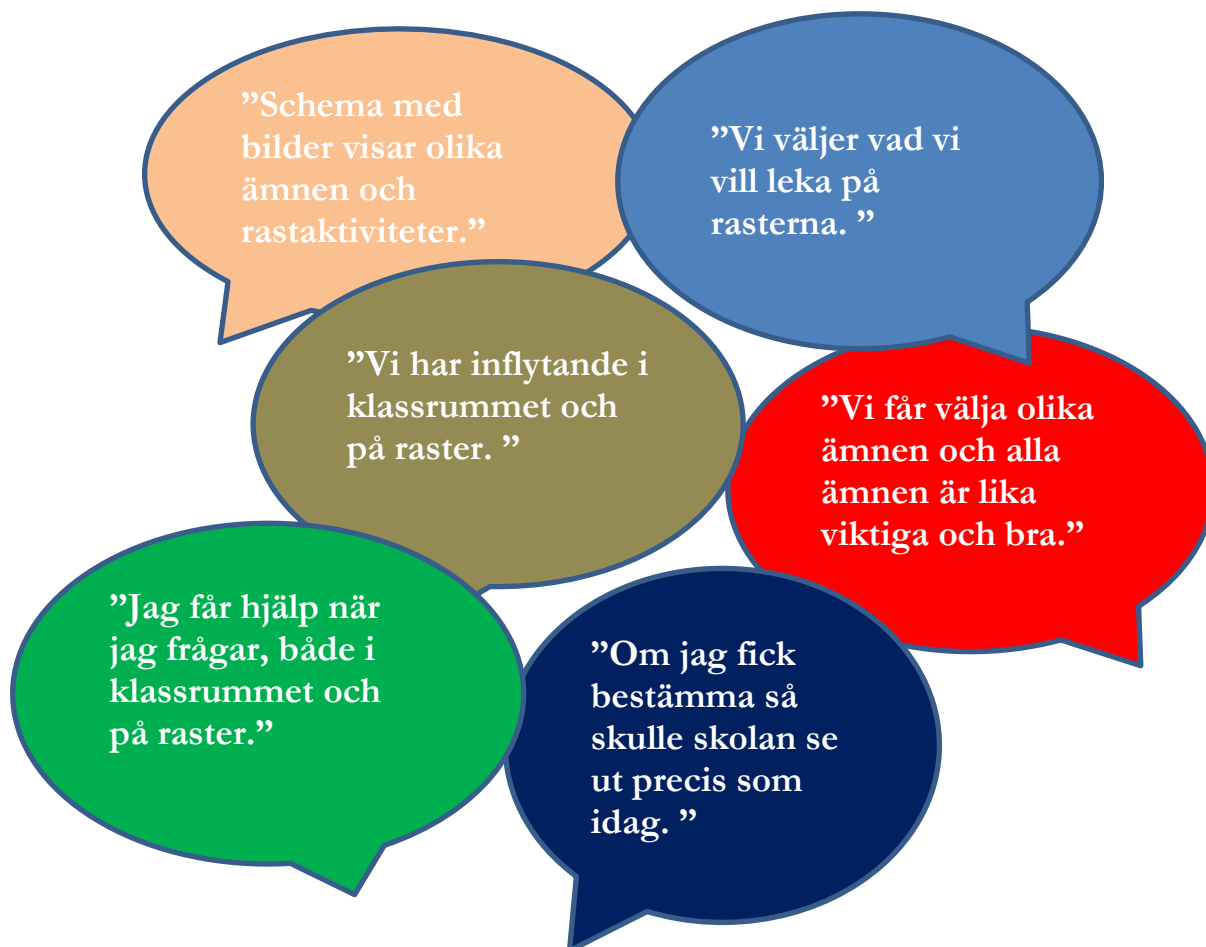 ”Schema med
bilder visar olika
ämnen och
rastaktiviteter.”
”Vi väljer vad vi
vill leka på
rasterna. ”
”Vi har inflytande i
klassrummet och
på raster. ”
”Vi får välja olika
ämnen och alla
ämnen är lika
viktiga och bra.”
”Jag får hjälp när
jag frågar, både i
klassrummet och
på raster.”
”Om jag fick
bestämma så
skulle skolan se
ut precis som
idag. ”